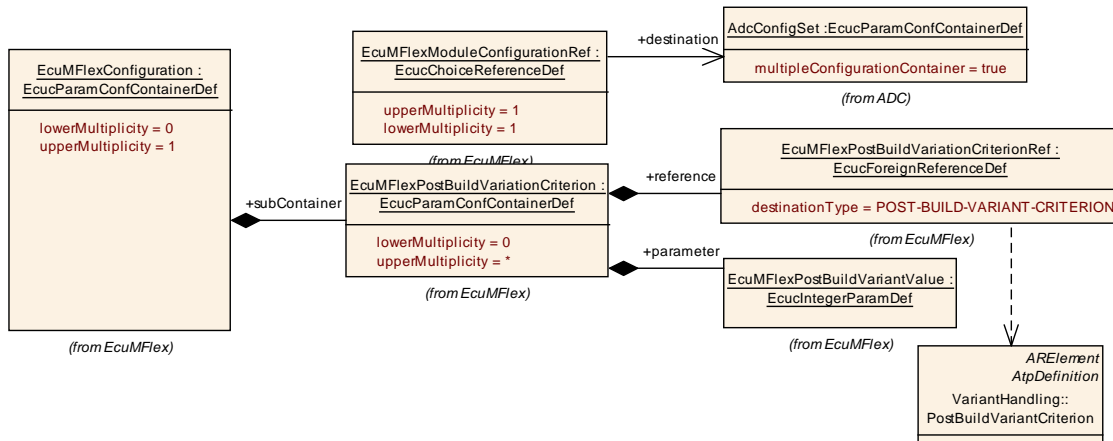 EcuMFlexConfiguration :
EcucParamConfContainerDef
lowerMultiplicity = 0
upperMultiplicity = 1
(from EcuMFlex)
+subContainer
EcuMFlexModuleConfigurationRef :
EcucChoiceReferenceDef
upperMultiplicity = 1
lowerMultiplicity = 1
(from EcuMFlex)
+destination
AdcConfigSet :EcucParamConfContainerDef
multipleConfigurationContainer = true
(from ADC)
EcuMFlexPostBuildVariationCriterion :
EcucParamConfContainerDef
lowerMultiplicity = 0
upperMultiplicity = *
(from EcuMFlex)
+reference
EcuMFlexPostBuildVariationCriterionRef :
EcucForeignReferenceDef
destinationType = POST-BUILD-VARIANT-CRITERION
(from EcuMFlex)
+parameter
EcuMFlexPostBuildVariantValue :
EcucIntegerParamDef
(from EcuMFlex)
ARElement
AtpDefinition
VariantHandling::
PostBuildVariantCriterion